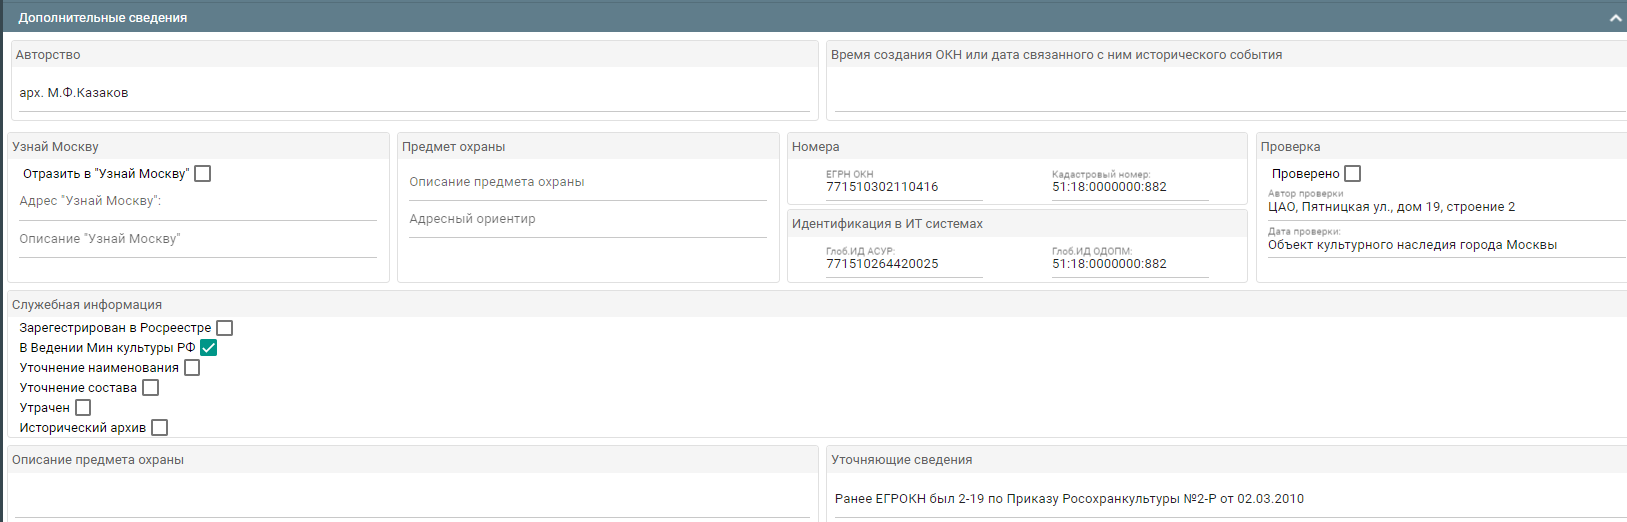 Дополнительные сведения
Авторство
арх. М.Ф.Казаков
Время создания ОКН или дата связанного с ним исторического события
Узнай Москву
Отразить в "Узнай Москву"
Адрес "Узнай Москву":
Описание "Узнай Москву"
Предмет охраны
Описание предмета охраны
Адресный ориентир
Номера
ЕГРН ОКН
771510302110416
Кадастровый номер:
51:18:0000000:882
Идентификация в ИТ системах
Глоб.ИД АСУР:
771510264420025
Глоб.ИД ОДОПМ:
51:18:0000000:882
Проверка
Проверено
Автор проверки
ЦАО, Пятницкая ул., дом 19, строение 2
Дата проверки:
Объект культурного наследия города Москвы
Служебная информация
Зарегестрирован в Росреестре
В Ведении Мин культуры РФ
Уточнение наименования
Уточнение состава
Утрачен
Исторический архив
Описание предмета охраны
Уточняющие сведения
Ранее ЕГРОКН был 2-19 по Приказу Росохранкультуры №2-Р от 02.03.2010